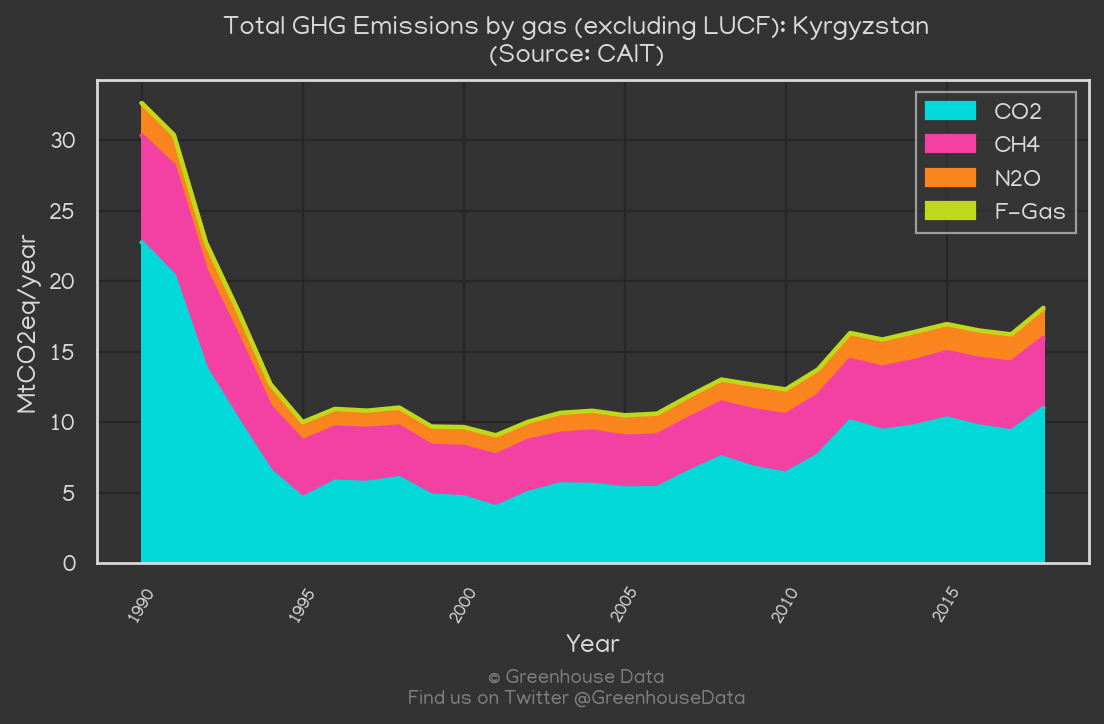 Total GHG Emissions by gas (excluding LUCF): Kyrgyzstan
(Source: CAIT)
CO2
CH4
N2O
F-Gas
MtCO2eq/year
30
25
20
15
10
5
0
1990
1995
2000
2005
2010
2015
Year
© Greenhouse Data
Find us on Twitter @GreenhouseData